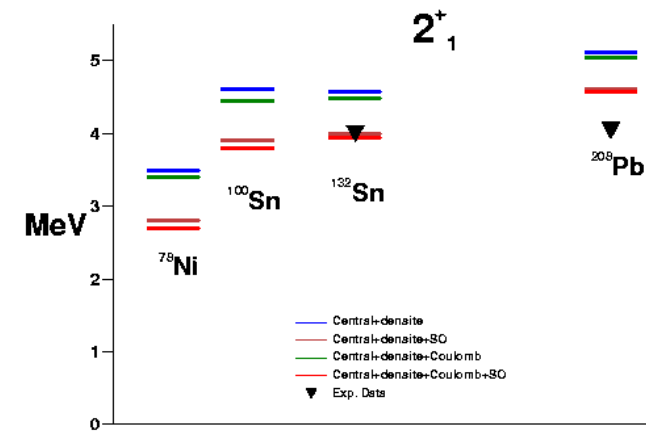 2⁺₁
5
4
3
2
1
0
MeV
⁷⁸Ni
¹⁰⁰Sn
¹³²Sn
²⁰⁸Pb
Central+densite
Central+densite+SO
Central+densite+Coulomb
Central+densite+Coulomb+SO
Exp. Data